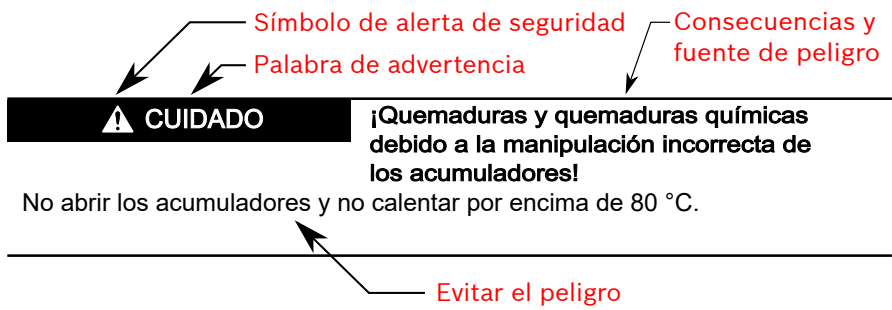 Símbolo de alerta de seguridad
Palabra de advertencia
Consecuencias y
fuente de peligro
CUIDADO
¡Quemaduras y quemaduras químicas
debido a la manipulación incorrecta de
los acumuladores!
No abrir los acumuladores y no calentar por encima de 80 °C.
Evitar el peligro